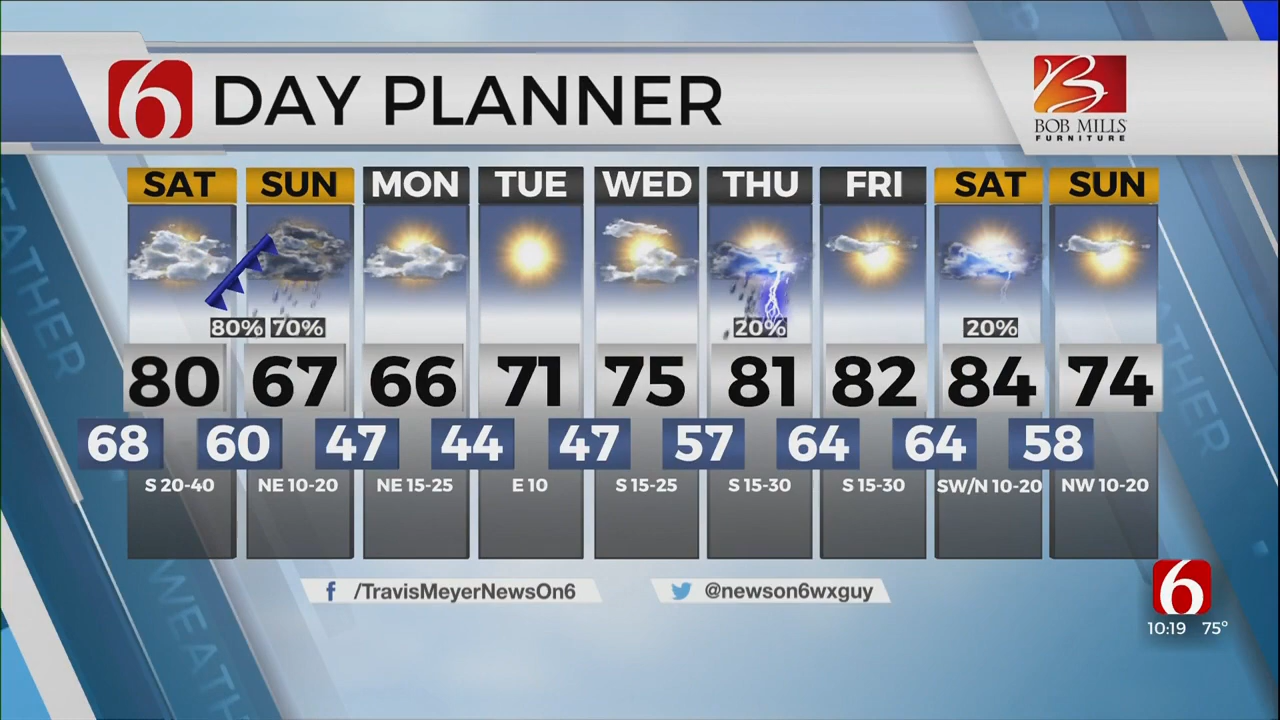 6 DAY PLANNER
B
BOB MILLS
FURNITURE
SAT SUN MON TUE WED THU FRI SAT SUN
80% 70% 20% 20%
80 67 66 71 75 81 82 84 74
68 60 47 44 47 57 64 64 58
S 20-40 NE 10-20 NE 15-25 E 10 S 15-25 S 15-30 S 15-30 SW/N 10-20 NW 10-20
f /TravisMeyerNewsOn6 @newson6wxguy
6
10:19 75°
WEATHER
WEATH